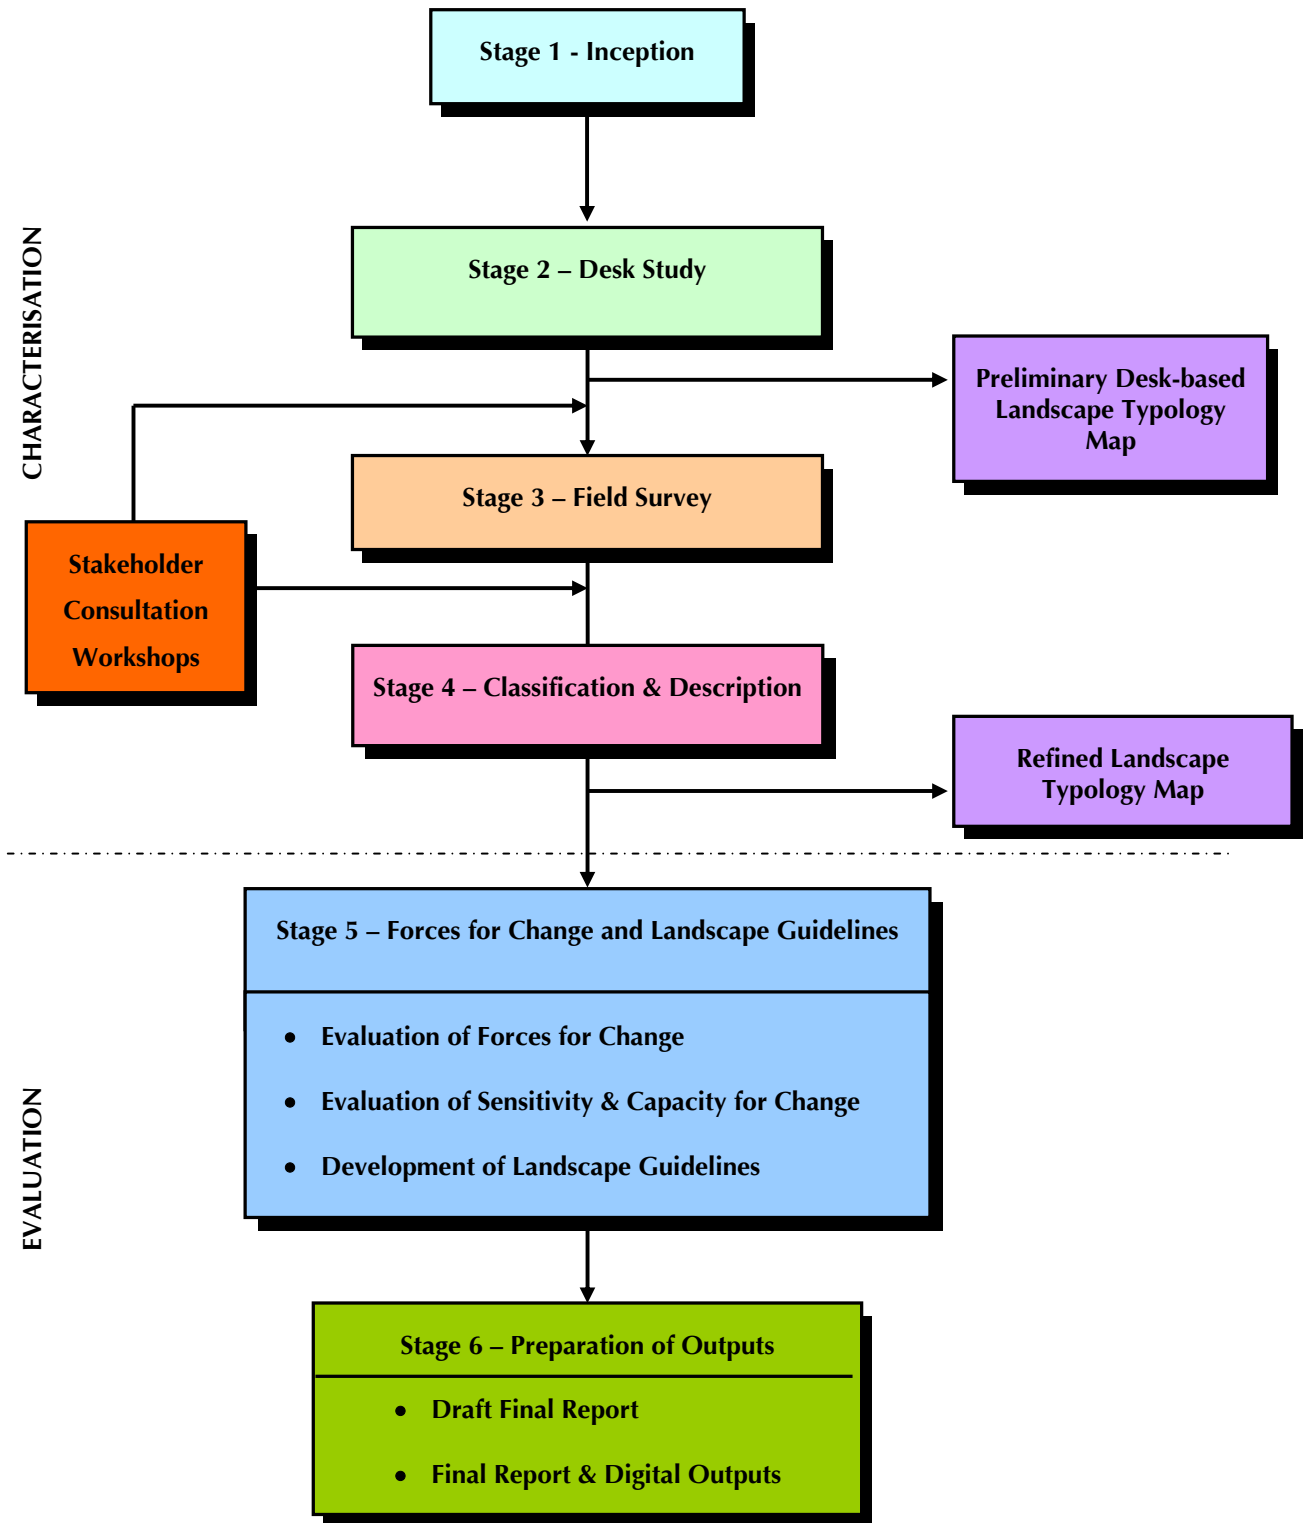 Stage 1 - Inception
CHARACTERISATION
Stage 2 – Desk Study
Preliminary Desk-based
Landscape Typology
Map
Stage 3 – Field Survey
Stakeholder
Consultation
Workshops
Stage 4 – Classification & Description
Refined Landscape
Typology Map
EVALUATION
Stage 5 – Forces for Change and Landscape Guidelines
• Evaluation of Forces for Change
• Evaluation of Sensitivity & Capacity for Change
• Development of Landscape Guidelines
Stage 6 – Preparation of Outputs
• Draft Final Report
• Final Report & Digital Outputs